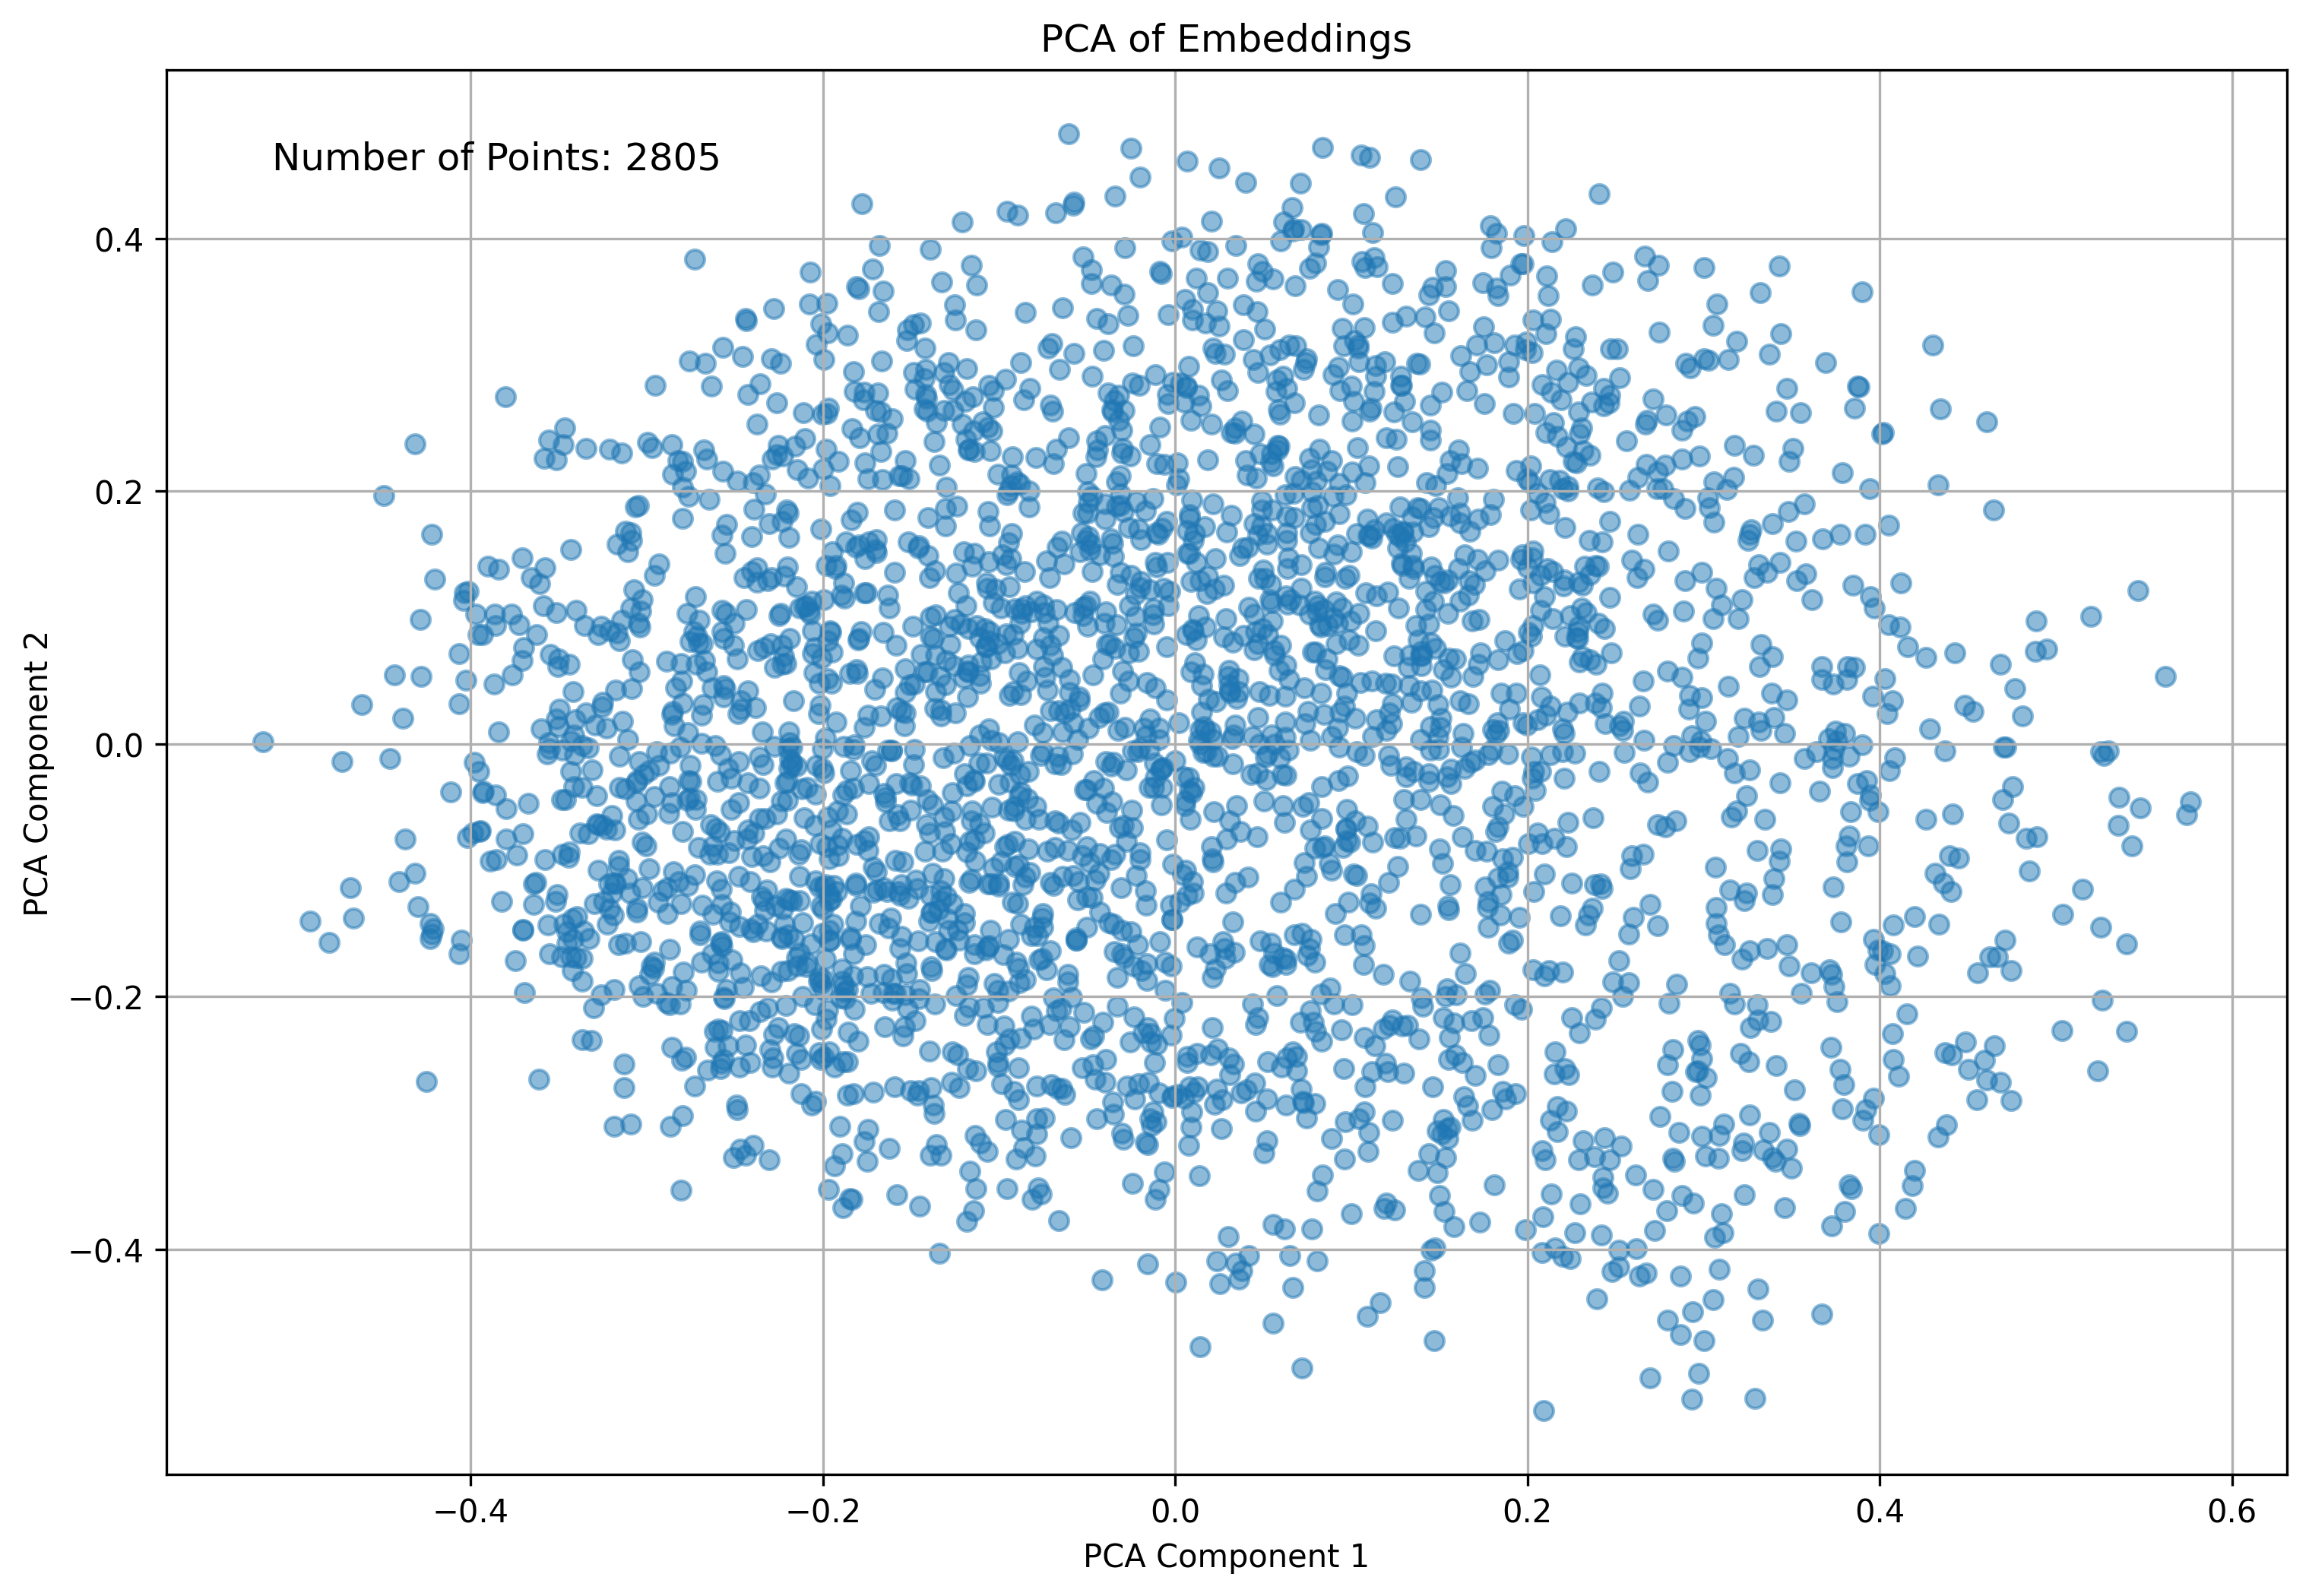 PCA of Embeddings
Number of Points: 2805
PCA Component 2
0.4
0.2
0.0
−0.2
−0.4
−0.4 −0.2 0.0 0.2 0.4 0.6
PCA Component 1